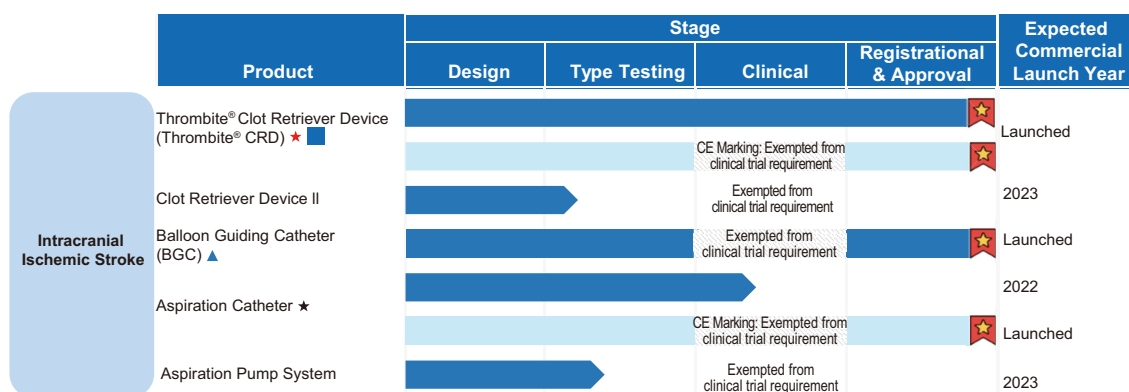 Product
Stage
Design
Type Testing
Clinical
Registrational
& Approval
Expected
Commercial
Launch Year
Intracranial
Ischemic Stroke
Thrombite® Clot Retriever Device
(Thrombite® CRD) ★
Launched
CE Marking: Exempted from
clinical trial requirement
Clot Retriever Device II
Exempted from
clinical trial requirement
2023
Balloon Guiding Catheter
(BGC) ▲
Exempted from
clinical trial requirement
Launched
Aspiration Catheter ★
2022
CE Marking: Exempted from
clinical trial requirement
Launched
Aspiration Pump System
Exempted from
clinical trial requirement
2023